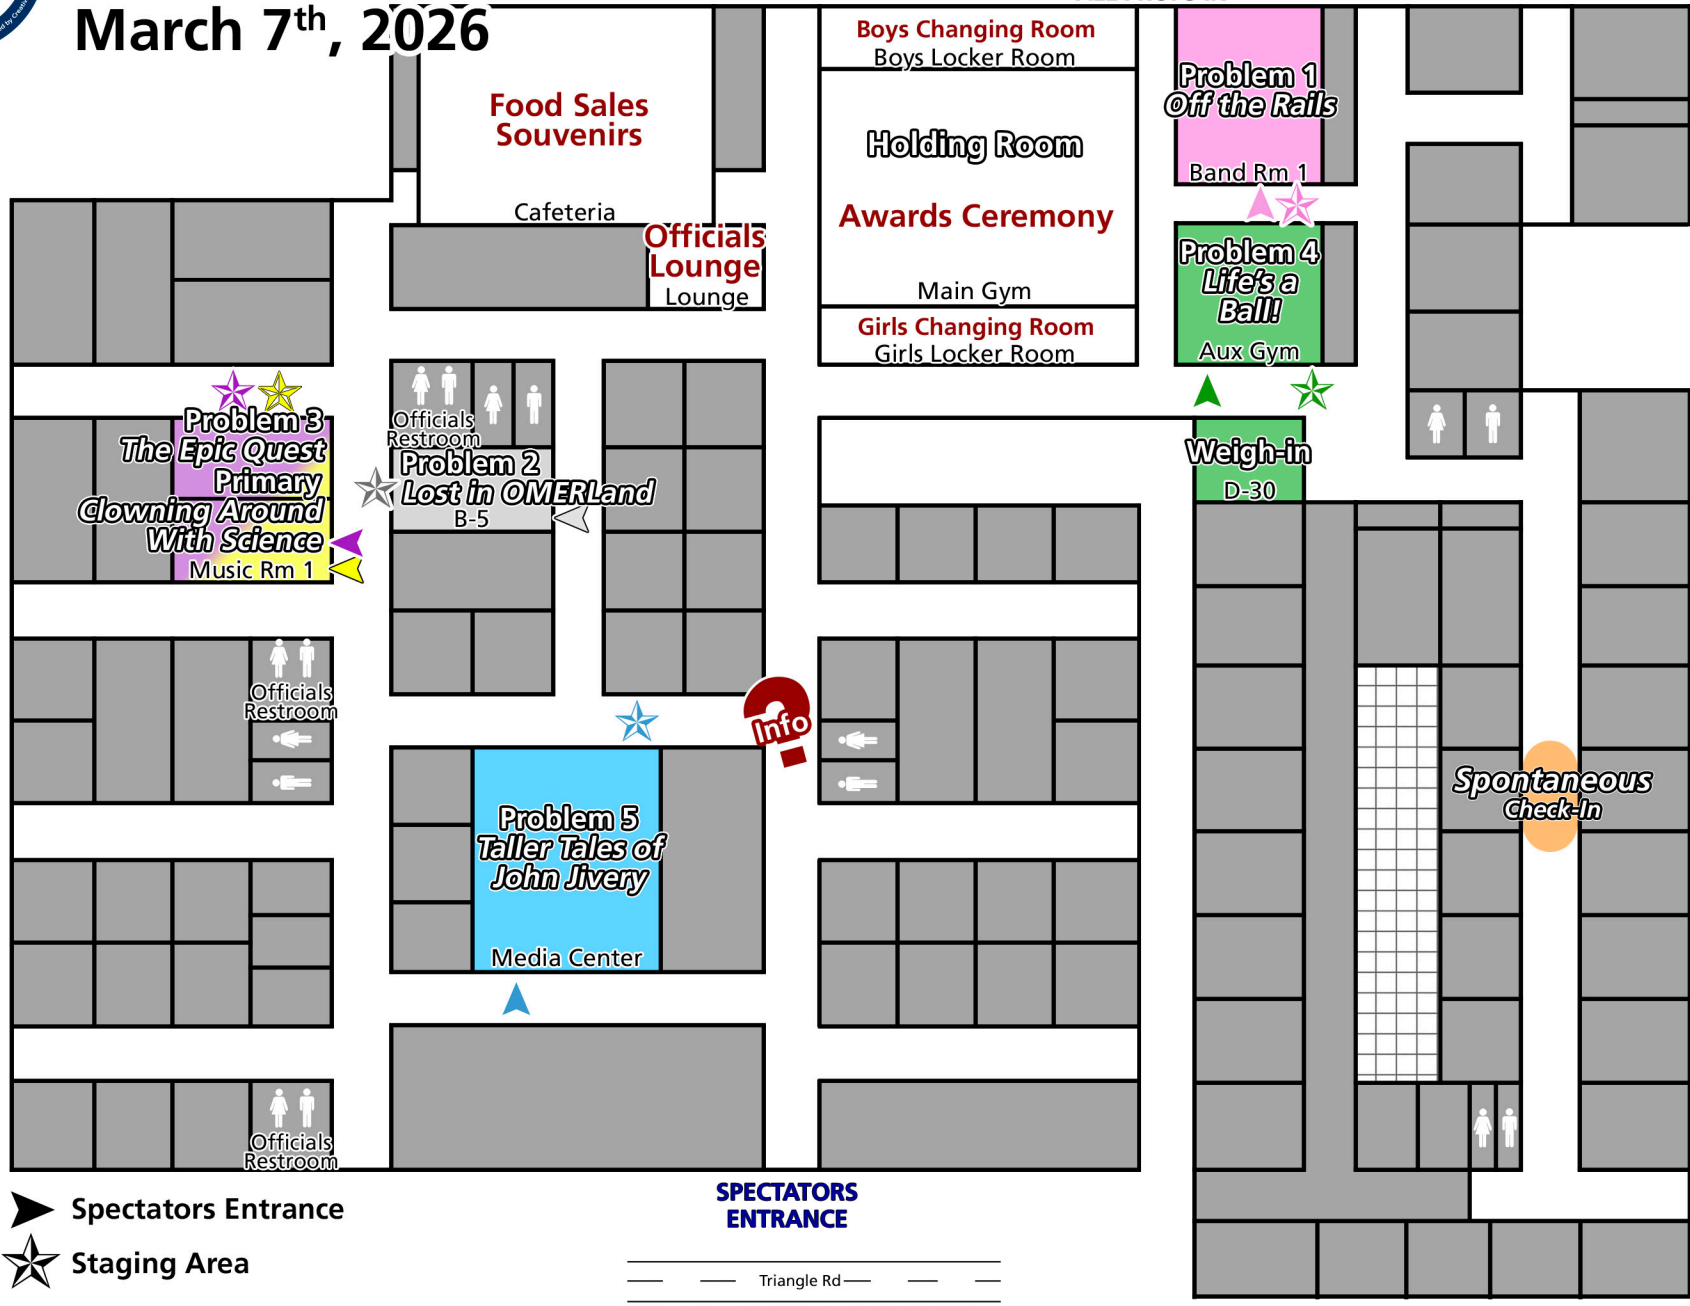 March 7th, 2026
Food Sales
Souvenirs
Cafeteria
Officials
Lounge
Lounge
Boys Changing Room
Boys Locker Room
Holding Room
Awards Ceremony
Main Gym
Girls Changing Room
Girls Locker Room
Problem 1
Off the Rails
Band Rm 1
Problem 4
Life's a
Ball!
Aux Gym
Weigh-in
D-30
Problem 3
The Epic Quest
Primary
Clowning Around
With Science
Music Rm 1
Officials
Restroom
Problem 2
Lost in OMERLand
B-5
Officials
Restroom
Info
Problem 5
Taller Tales of
John Jivery
Media Center
Spontaneous
Check-In
Officials
Restroom
Spectators Entrance
Staging Area
SPECTATORS
ENTRANCE
Triangle Rd